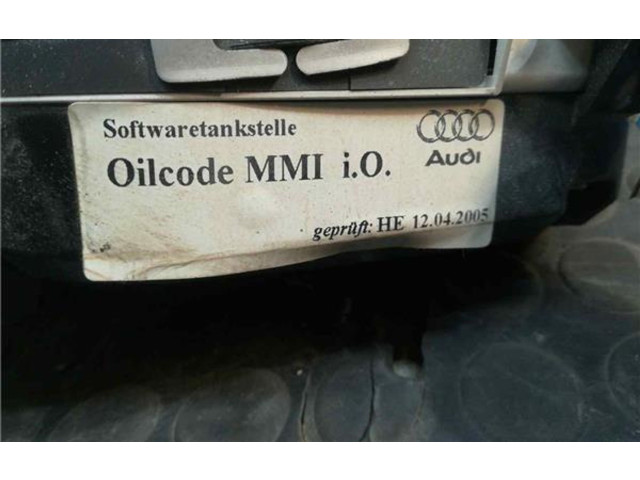 Softwaretankstelle
Audi
Oilcode MMI i.O.
geprüft: HE 12.04.2005